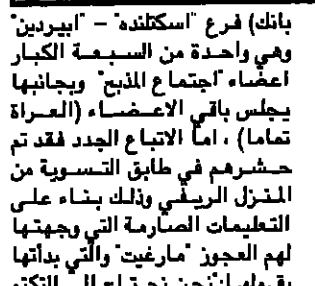 بانك) فرع "اسكتلنده" – "ابيردين"
وهي واحدة من السبعة الكبار
اعضاء "اجتماع المذبح" وبجانبها
يجلس باقي الاعضاء (العراة
تماما) ، اما الاتباع الجدد فقد تم
حشرهم في طابق التسوية من
المنزل الريفي وذلك بناء على
التعليمات الصارمة التي وجهتها
لهم العجوز "مارغيت" والتي بدأتها